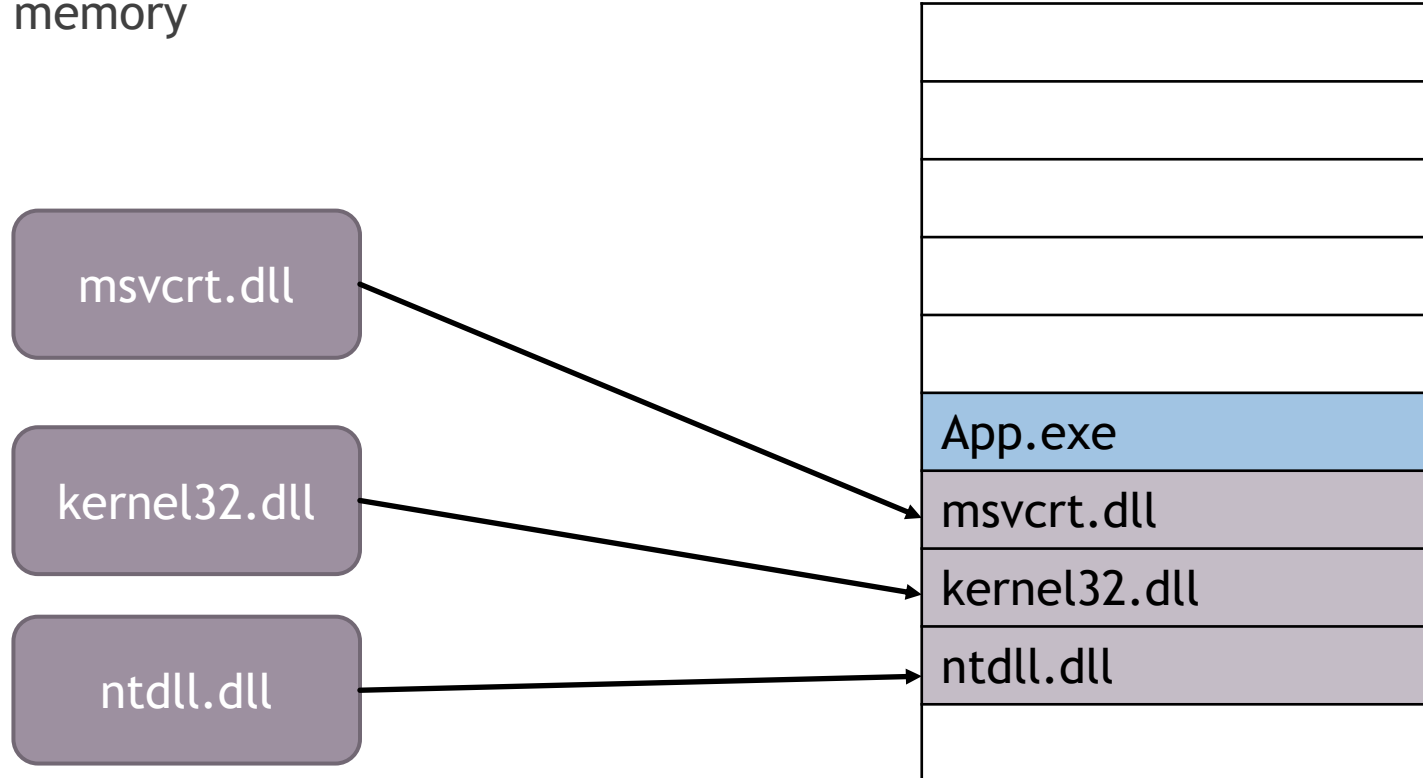 memory
msvcrt.dll
kernel32.dll
ntdll.dll
App.exe
msvcrt.dll
kernel32.dll
ntdll.dll